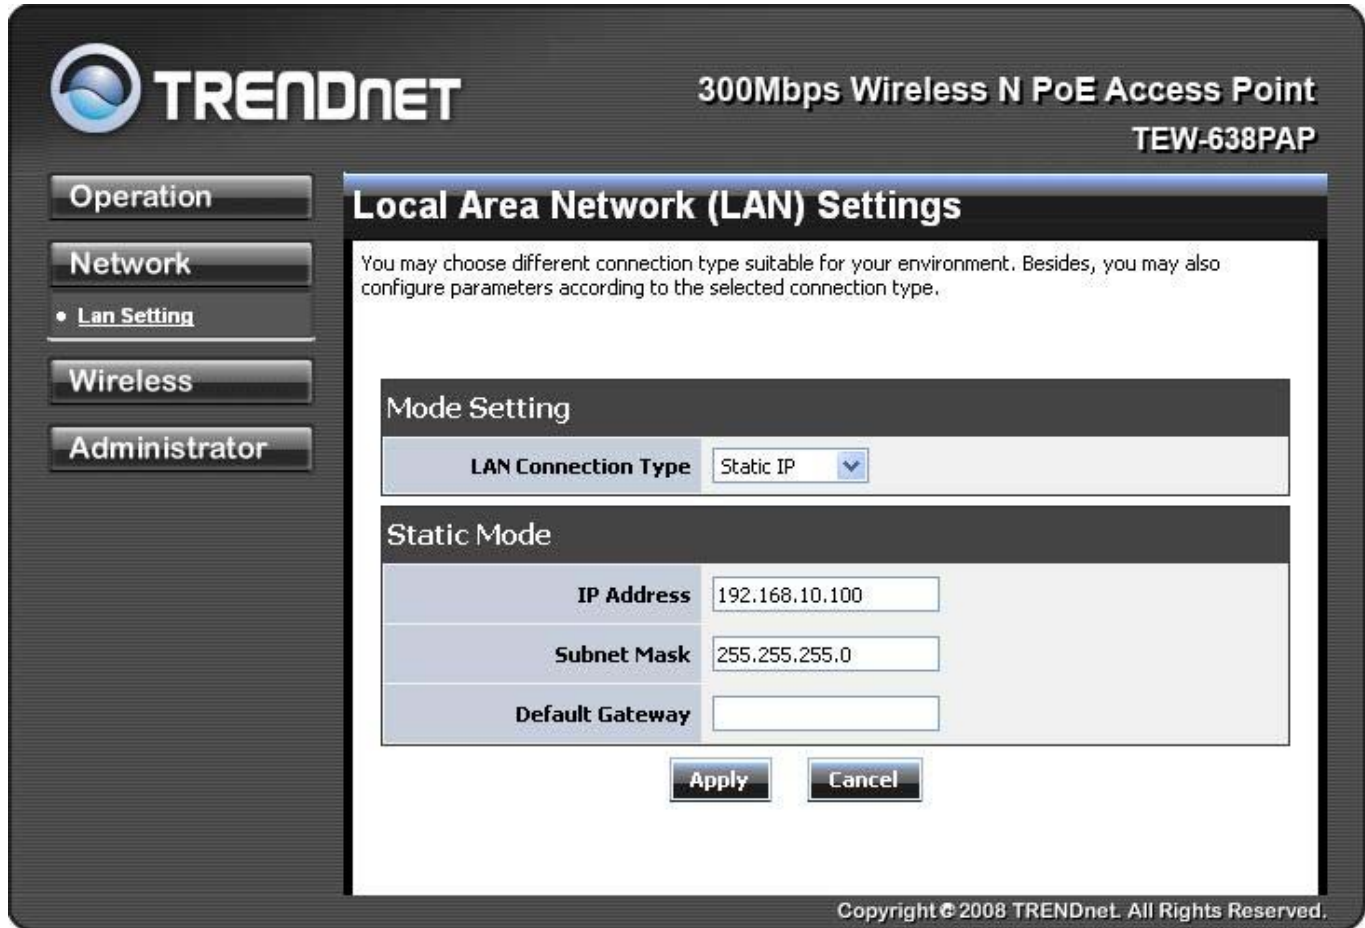 TRENDNET
300Mbps Wireless N PoE Access Point
TEW-638PAP
Operation
Network
• Lan Setting
Wireless
Administrator
Local Area Network (LAN) Settings
You may choose different connection type suitable for your environment. Besides, you may also
configure parameters according to the selected connection type.
Mode Setting
LAN Connection Type Static IP
Static Mode
IP Address 192.168.10.100
Subnet Mask 255.255.255.0
Default Gateway
Apply Cancel
Copyright © 2008 TRENDnet. All Rights Reserved.